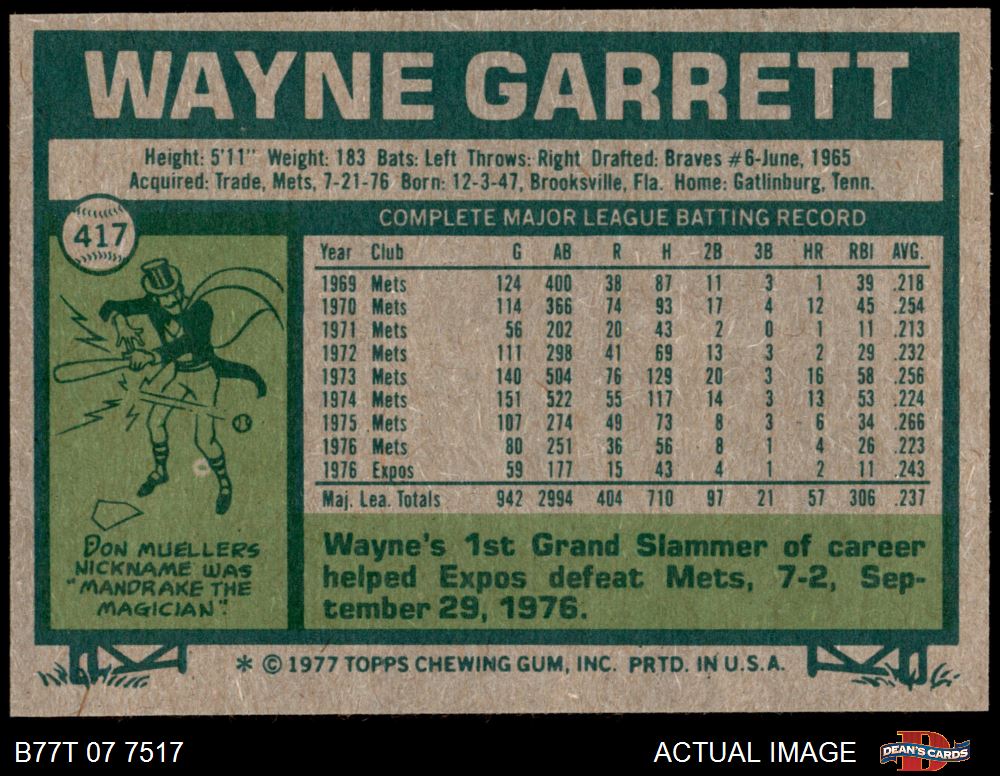 WAYNE GARRETT
Height: 5'11" Weight: 183 Bats: Left Throws: Right Drafted: Braves #6-June, 1965
Acquired: Trade, Mets, 7-21-76 Born: 12-3-47, Brooksville, Fla. Home: Gatlinburg, Tenn.
417
COMPLETE MAJOR LEAGUE BATTING RECORD
Year Club G AB R H 2B 3B HR RBI AVG.
1969 Mets 124 400 38 87 11 3 1 39 .218
1970 Mets 114 366 74 93 17 4 12 45 .254
1971 Mets 56 202 20 43 2 0 1 11 .213
1972 Mets 111 298 41 69 13 3 2 29 .232
1973 Mets 140 504 76 129 20 3 16 58 .256
1974 Mets 151 522 55 117 14 3 13 53 .224
1975 Mets 107 274 49 73 8 3 6 34 .266
1976 Mets 80 251 36 56 8 1 4 26 .223
1976 Expos 59 177 15 43 4 1 2 11 .243
Maj. Lea. Totals 942 2994 404 710 97 21 57 306 .237
DON MUELLERS
NICKNAME WAS
"MANDRAKE THE
MAGICIAN".
Wayne's 1st Grand Slammer of career
helped Expos defeat Mets, 7-2, Sep-
tember 29, 1976.
* © 1977 TOPPS CHEWING GUM, INC. PRTD. IN U.S.A.
B77T 07 7517
ACTUAL IMAGE
DEAN'S CARDS